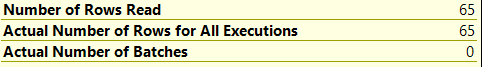 Number of Rows Read 65
Actual Number of Rows for All Executions 65
Actual Number of Batches 0